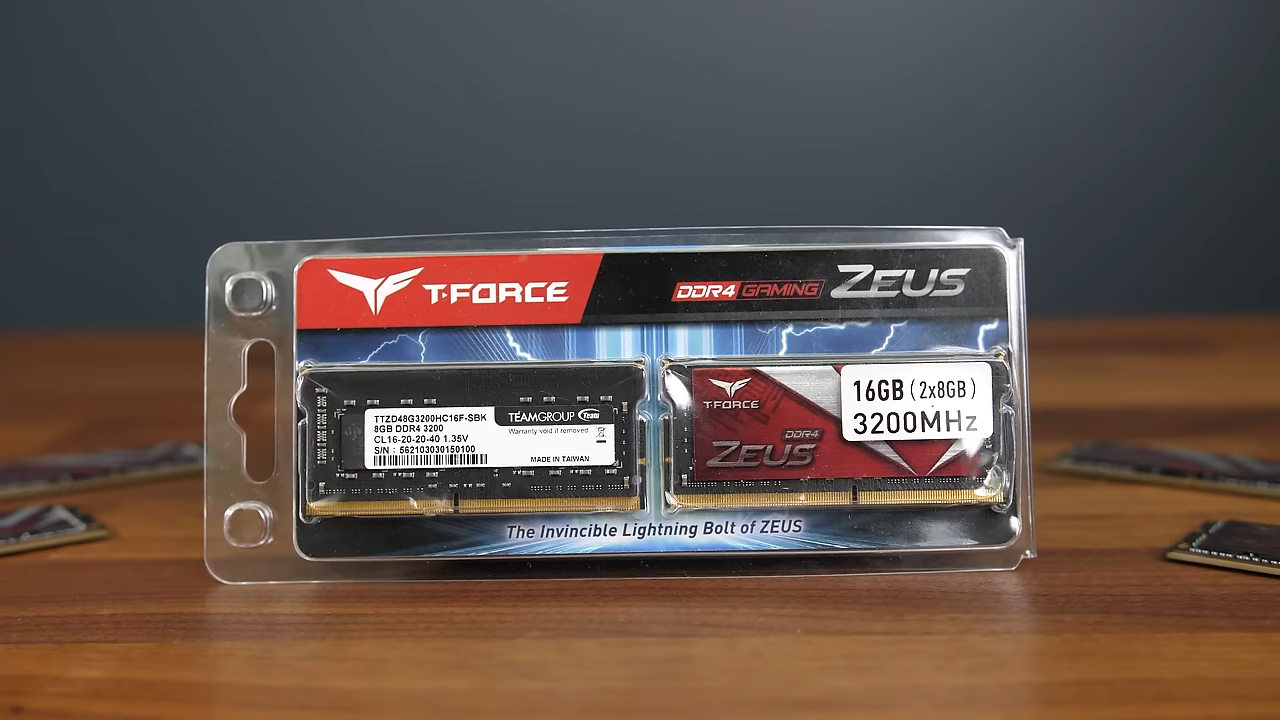 T-FORCE
DDR4 GAMING ZEUS
TTZD48G3200HC16F-SBK
8GB DDR4 3200
CL16-20-20-40 1.35V
S/N : 562103030150100
TEAMGROUP Team
Warranty void if removed
MADE IN TAIWAN
T-FORCE
DDR4
ZEUS
16GB (2x8GB)
3200MHz
The Invincible Lightning Bolt of ZEUS